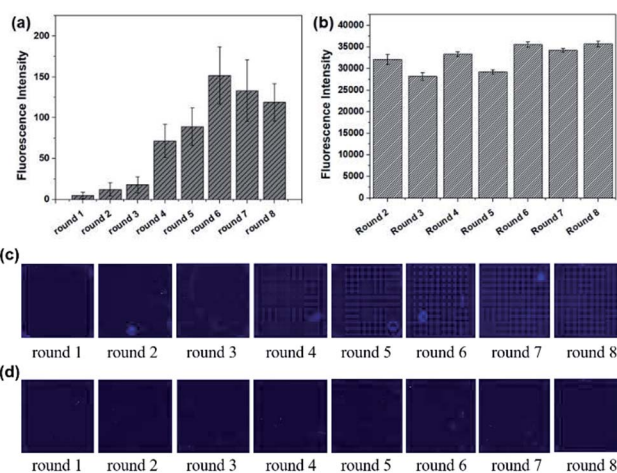 (a)
Fluorescence Intensity
200
150
100
50
0
round 1
round 2
round 3
round 4
round 5
round 6
round 7
round 8
(b)
Fluorescence Intensity
40000
35000
30000
25000
20000
15000
10000
5000
0
Round 2
Round 3
Round 4
Round 5
Round 6
Round 7
Round 8
(c)
round 1 round 2 round 3 round 4 round 5 round 6 round 7 round 8
(d)
round 1 round 2 round 3 round 4 round 5 round 6 round 7 round 8